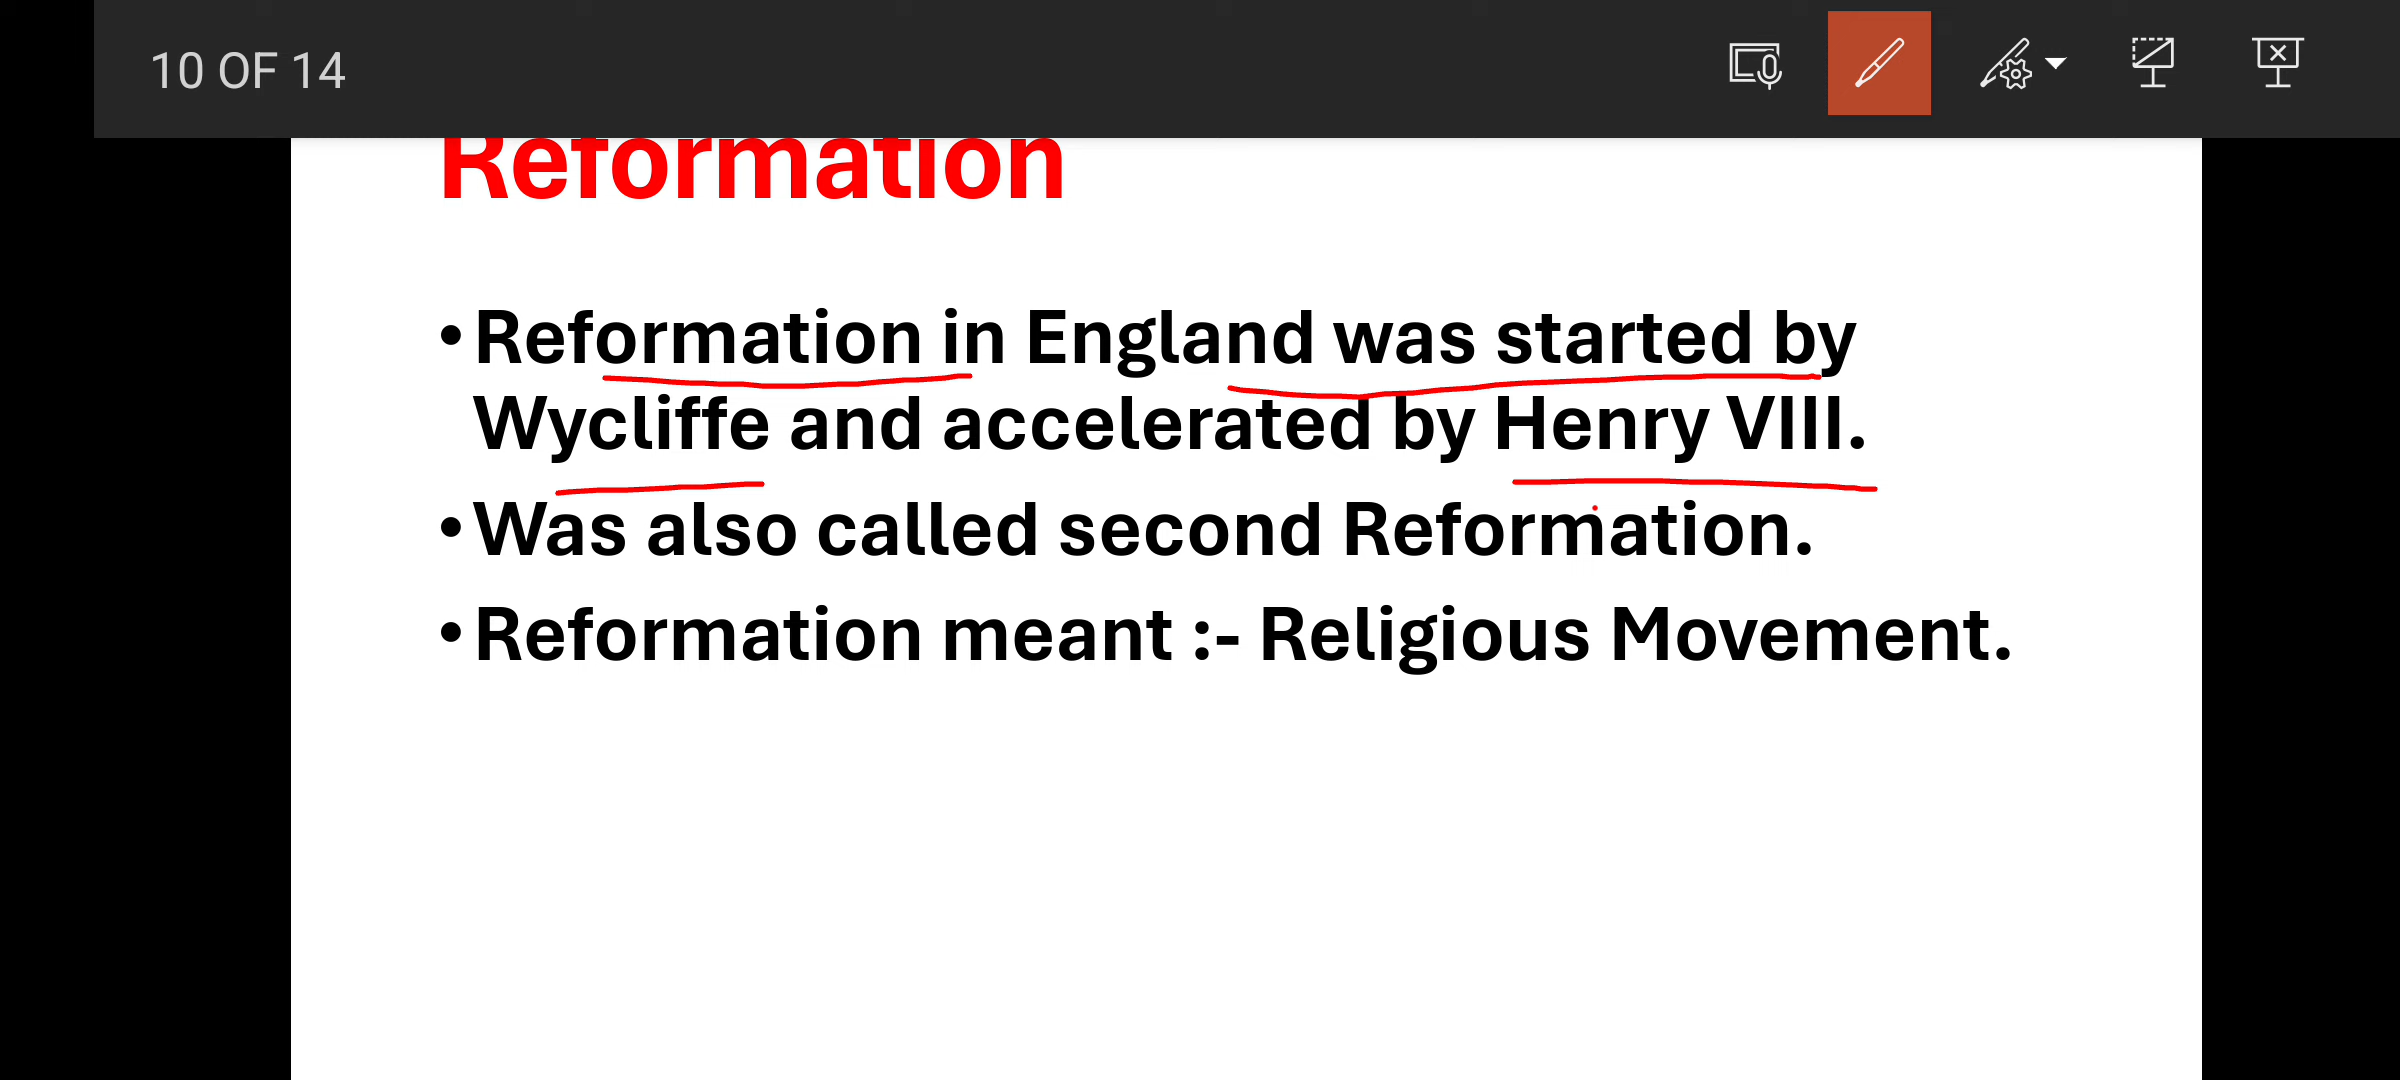 10 OF 14
Reformation
•Reformation in England was started by
Wycliffe and accelerated by Henry VIII.
•Was also called second Reformation.
•Reformation meant :- Religious Movement.